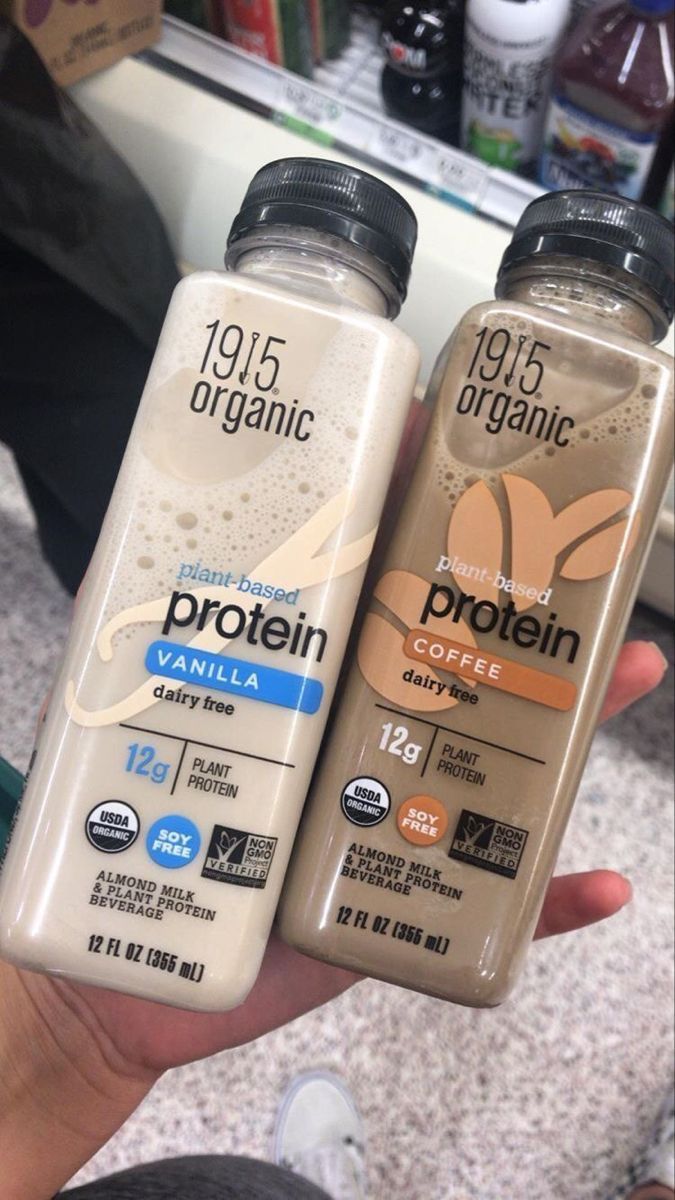 1915
organic
plant-based
protein
VANILLA
dairy free
12g
PLANT
PROTEIN
USDA
ORGANIC
SOY
FREE
NON
GMO
Project
VERIFIED
ALMOND MILK
& PLANT PROTEIN
BEVERAGE
12 FL OZ (355 mL)
1915
organic
plant-based
protein
COFFEE
dairy free
12g
PLANT
PROTEIN
USDA
ORGANIC
SOY
FREE
NON
GMO
Project
VERIFIED
ALMOND MILK
& PLANT PROTEIN
BEVERAGE
12 FL OZ (355 mL)